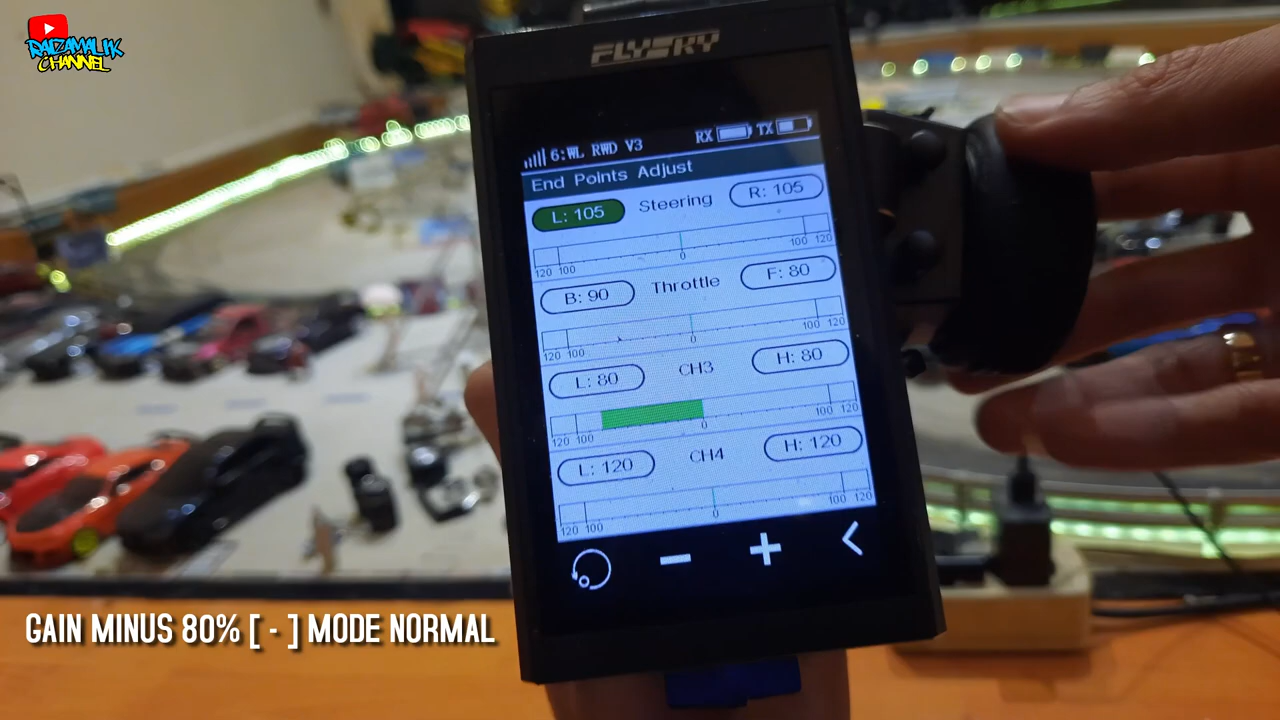 RAIZAMALIK
CHANNEL
FLYSKY
6:WL RWD V3 RX TX
End Points Adjust
L: 105 Steering R: 105
120 100 0 100 120
B: 90 Throttle F: 80
120 100 0 100 120
L: 80 CH3 H: 80
120 100 0 100 120
L: 120 CH4 H: 120
120 100 0 100 120
GAIN MINUS 80% [ - ] MODE NORMAL